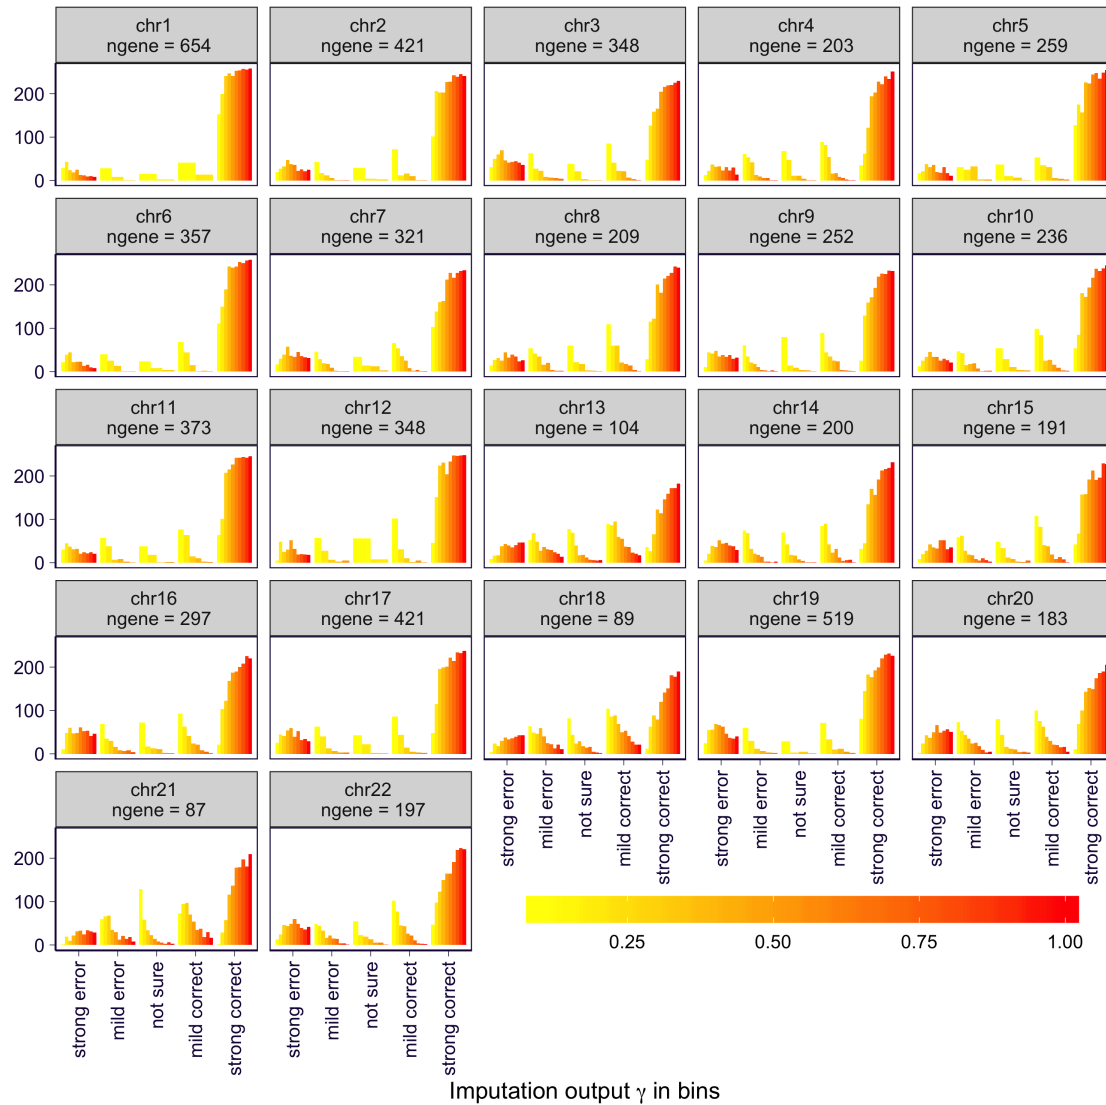 chr1
ngene = 654
chr2
ngene = 421
chr3
ngene = 348
chr4
ngene = 203
chr5
ngene = 259
200
100
0
chr6
ngene = 357
chr7
ngene = 321
chr8
ngene = 209
chr9
ngene = 252
chr10
ngene = 236
200
100
0
chr11
ngene = 373
chr12
ngene = 348
chr13
ngene = 104
chr14
ngene = 200
chr15
ngene = 191
200
100
0
chr16
ngene = 297
chr17
ngene = 421
chr18
ngene = 89
chr19
ngene = 519
chr20
ngene = 183
200
100
0
strong error
mild error
not sure
mild correct
strong correct
strong error
mild error
not sure
mild correct
strong correct
strong error
mild error
not sure
mild correct
strong correct
chr21
ngene = 87
chr22
ngene = 197
200
100
0
strong error
mild error
not sure
mild correct
strong correct
strong error
mild error
not sure
mild correct
strong correct
0.25
0.50
0.75
1.00
Imputation output γ in bins